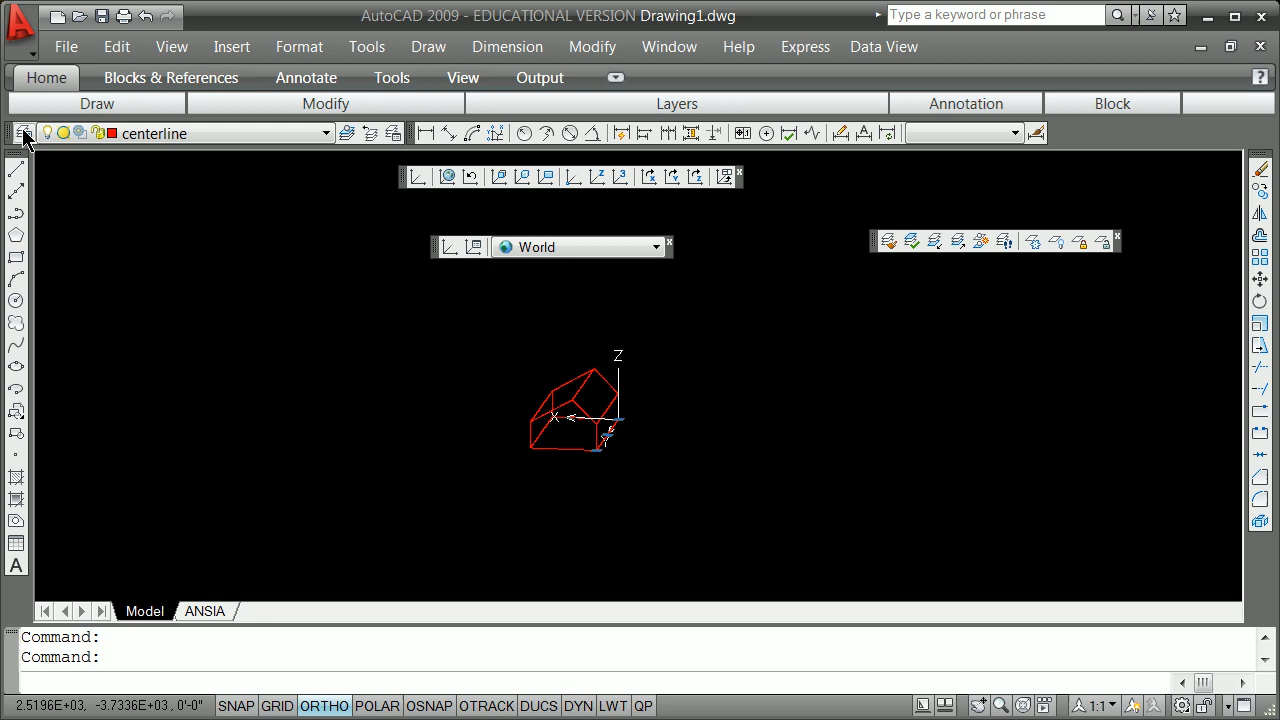 AutoCAD 2009 - EDUCATIONAL VERSION Drawing1.dwg
Type a keyword or phrase
File Edit View Insert Format Tools Draw Dimension Modify Window Help Express Data View
Home Blocks & References Annotate Tools View Output
Draw Modify Layers Annotation Block
centerline
World
Z
X
Model ANSIA
Command:
Command:
2.5196E+03, -3.7336E+03, 0'-0" SNAP GRID ORTHO POLAR OSNAP OTRACK DUCS DYN LWT QP 1:1
A